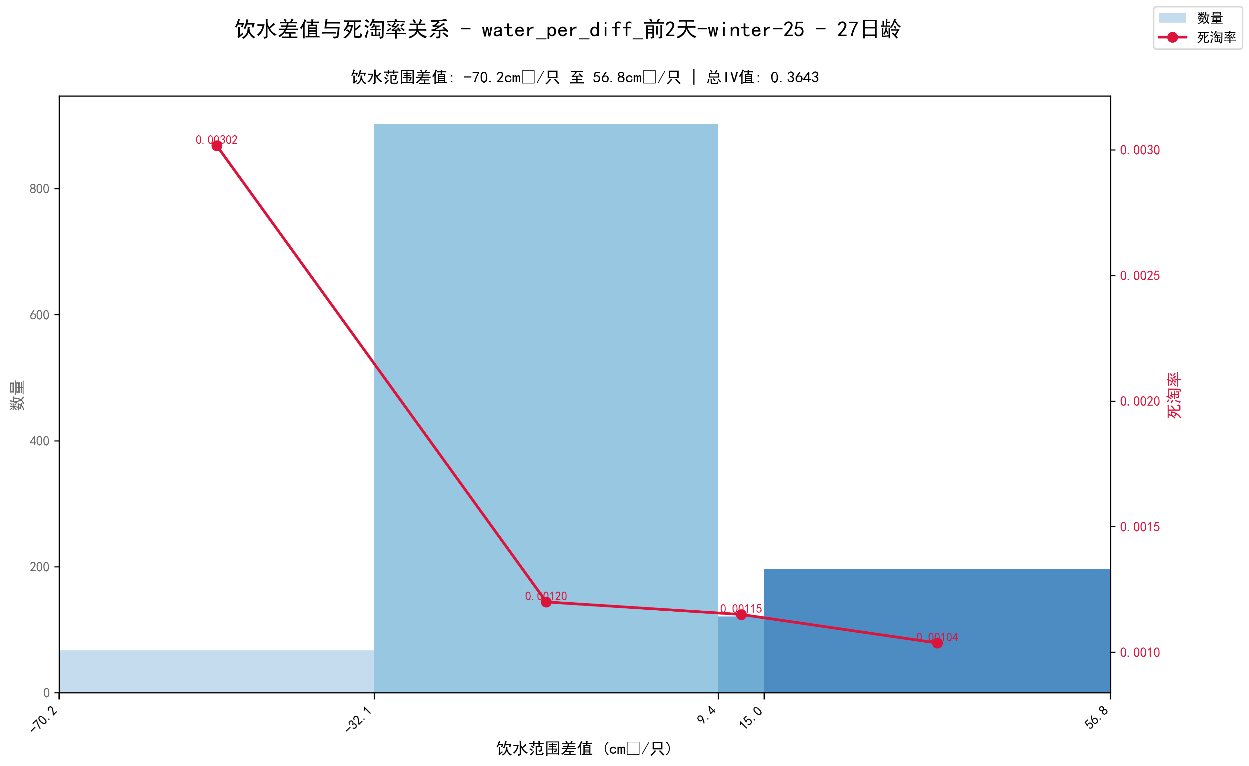 饮水差值与死淘率关系 - water_per_diff_前2天-winter-25 - 27日龄
数量
死淘率
饮水范围差值: -70.2cm□/只 至 56.8cm□/只 | 总IV值: 0.3643
0.00302
0.00120
0.00115
0.00104
800
600
400
200
0
数量
0.0030
0.0025
0.0020
0.0015
0.0010
死淘率
-70.2
-32.1
9.4
15.0
56.8
饮水范围差值 (cm□/只)